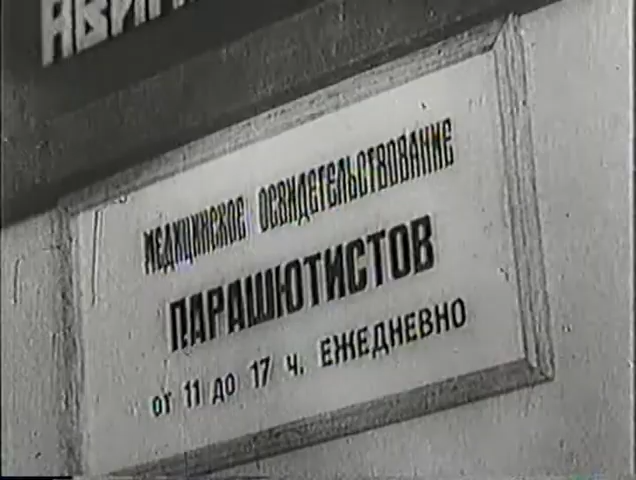 МЕДИЦИНСКОЕ ОСВИДЕТЕЛЬСТВОВАНИЕ
ПАРАШЮТИСТОВ
ОТ 11 ДО 17 Ч. ЕЖЕДНЕВНО